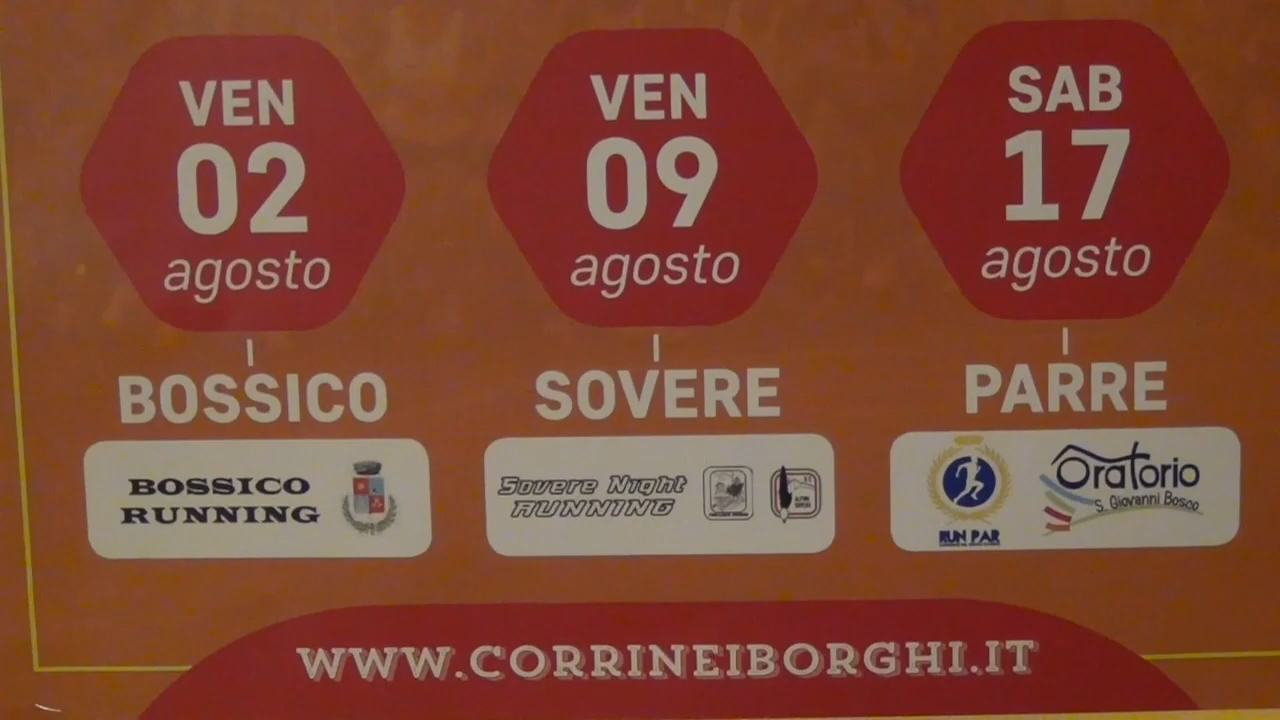 VEN
02
agosto
BOSSICO
BOSSICO
RUNNING
VEN
09
agosto
SOVERE
Sovere Night
RUNNING
SAB
17
agosto
PARRE
RUN PAR
Oratorio
S. Giovanni Bosco
WWW.CORRINEIBORGHI.IT